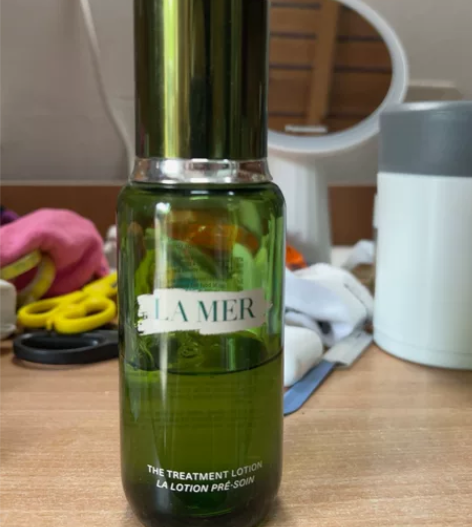 LA MER
THE TREATMENT LOTION
LA LOTION PRÉ-SOIN